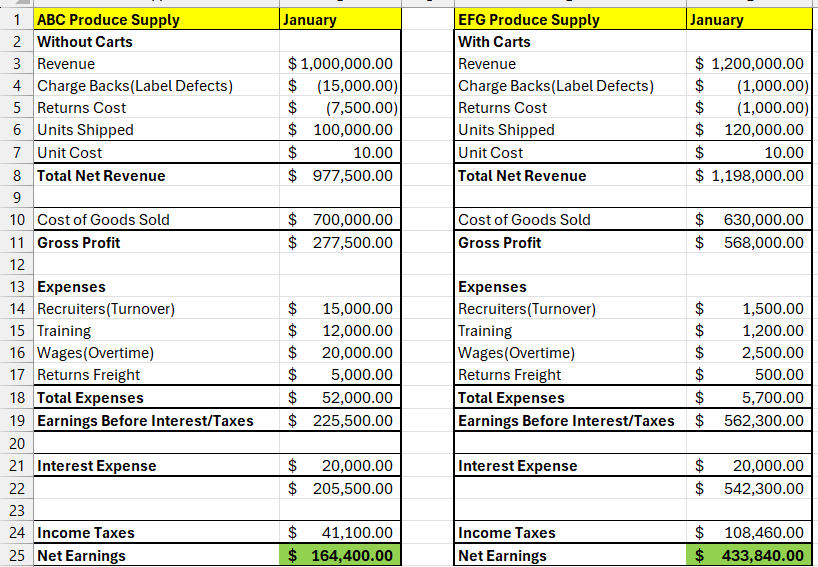 1 ABC Produce Supply January EFG Produce Supply January
2 Without Carts With Carts
3 Revenue $ 1,000,000.00 Revenue $ 1,200,000.00
4 Charge Backs(Label Defects) $ (15,000.00) Charge Backs(Label Defects) $ (1,000.00)
5 Returns Cost $ (7,500.00) Returns Cost $ (1,000.00)
6 Units Shipped $ 100,000.00 Units Shipped $ 120,000.00
7 Unit Cost $ 10.00 Unit Cost $ 10.00
8 Total Net Revenue $ 977,500.00 Total Net Revenue $ 1,198,000.00
9
10 Cost of Goods Sold $ 700,000.00 Cost of Goods Sold $ 630,000.00
11 Gross Profit $ 277,500.00 Gross Profit $ 568,000.00
12
13 Expenses Expenses
14 Recruiters(Turnover) $ 15,000.00 Recruiters(Turnover) $ 1,500.00
15 Training $ 12,000.00 Training $ 1,200.00
16 Wages(Overtime) $ 20,000.00 Wages(Overtime) $ 2,500.00
17 Returns Freight $ 5,000.00 Returns Freight $ 500.00
18 Total Expenses $ 52,000.00 Total Expenses $ 5,700.00
19 Earnings Before Interest/Taxes $ 225,500.00 Earnings Before Interest/Taxes $ 562,300.00
20
21 Interest Expense $ 20,000.00 Interest Expense $ 20,000.00
22 $ 205,500.00 $ 542,300.00
23
24 Income Taxes $ 41,100.00 Income Taxes $ 108,460.00
25 Net Earnings $ 164,400.00 Net Earnings $ 433,840.00